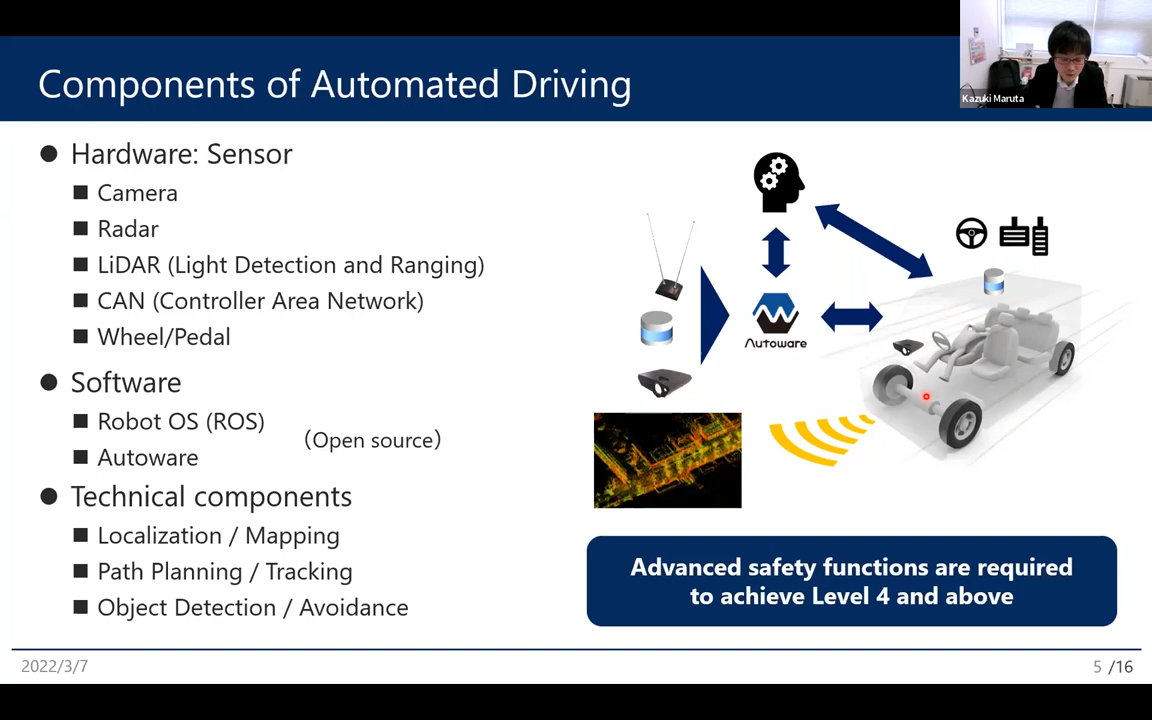 Components of Automated Driving
Kazuki Maruta
Hardware: Sensor
Camera
Radar
LiDAR (Light Detection and Ranging)
CAN (Controller Area Network)
Wheel/Pedal
Software
Robot OS (ROS)
(Open source)
Autoware
Technical components
Localization / Mapping
Path Planning / Tracking
Object Detection / Avoidance
Autoware
Advanced safety functions are required
to achieve Level 4 and above
2022/3/7
5 /16